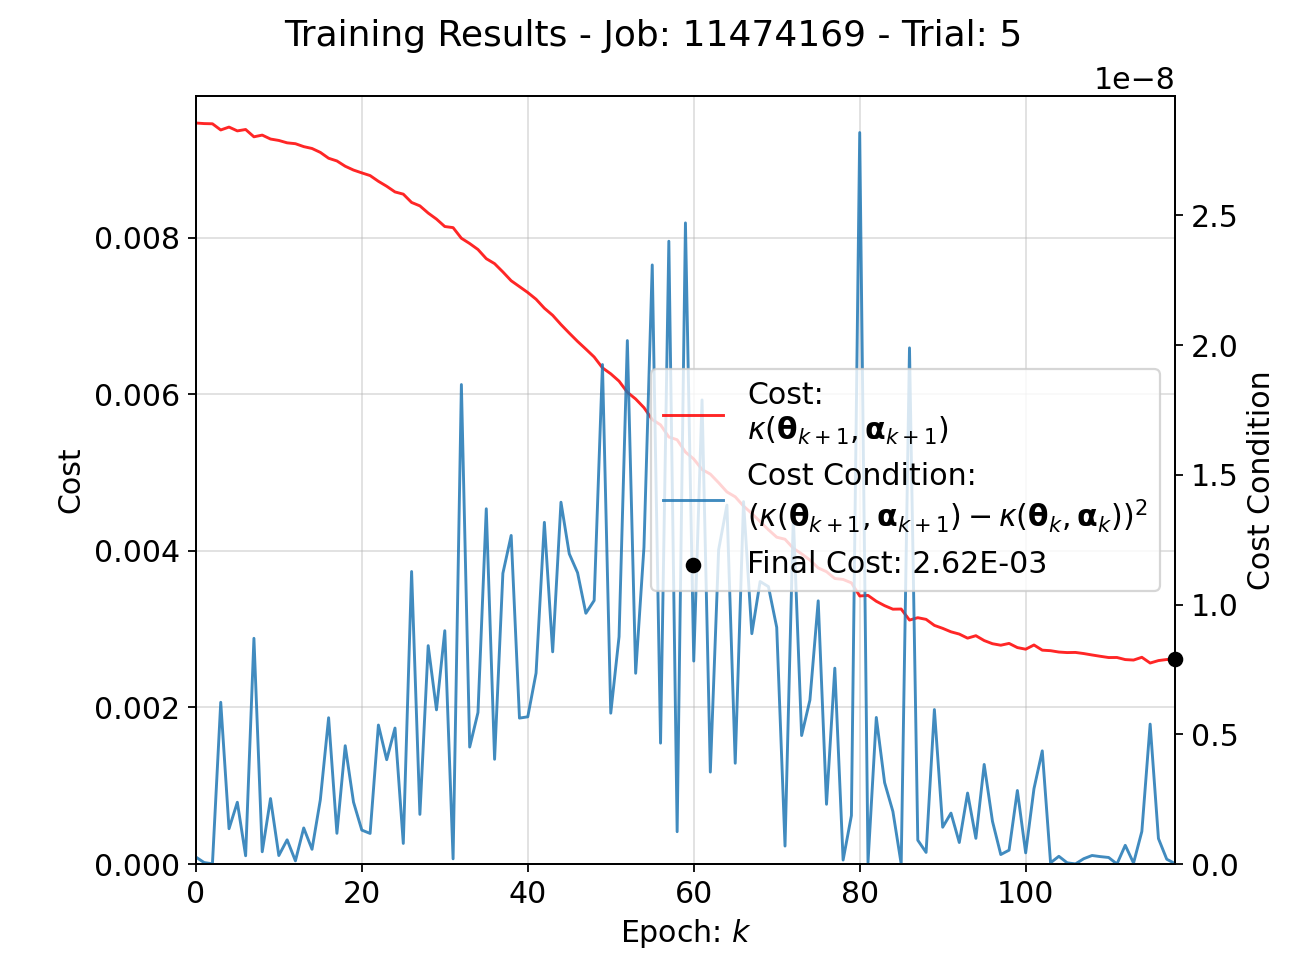 Training Results - Job: 11474169 - Trial: 5
1e−8
Cost
0.008
0.006
0.004
0.002
0.000
2.5
2.0
1.5
1.0
0.5
0.0
Cost Condition
Cost:
κ(𝛉ₖ₊₁, 𝛂ₖ₊₁)
Cost Condition:
(κ(𝛉ₖ₊₁, 𝛂ₖ₊₁) − κ(𝛉ₖ, 𝛂ₖ))²
Final Cost: 2.62E-03
0 20 40 60 80 100
Epoch: k